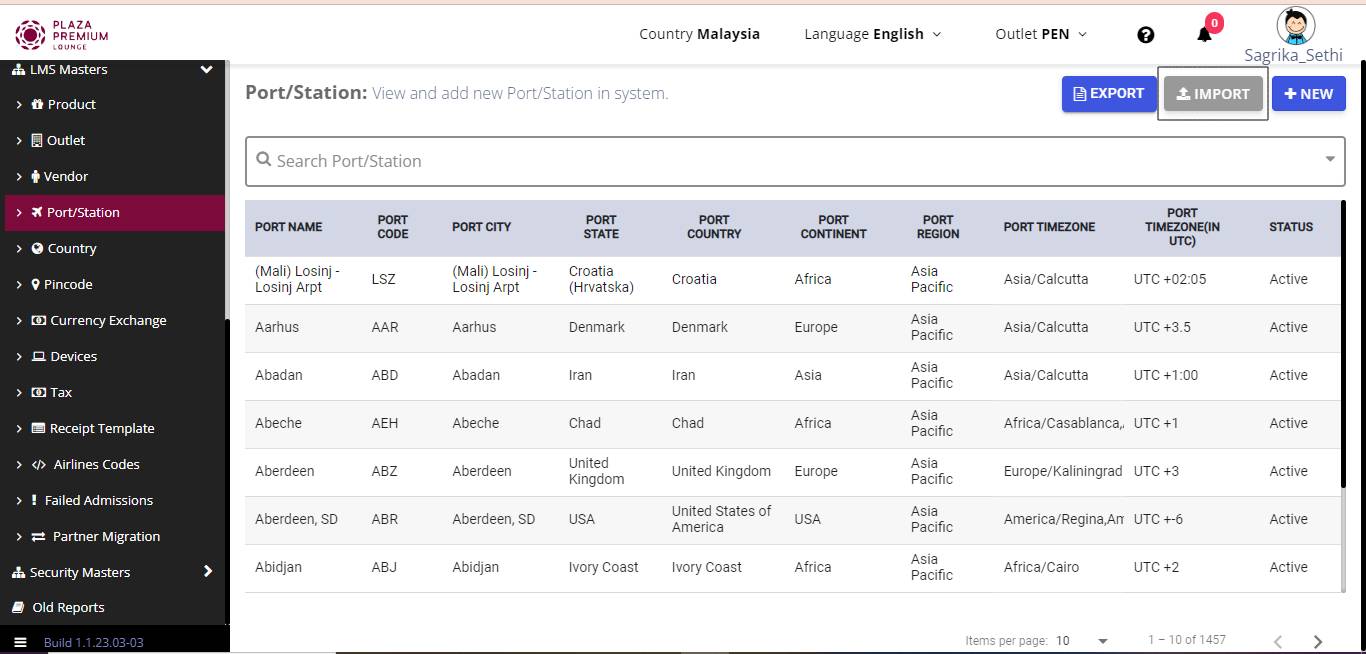 PLAZA
PREMIUM
LOUNGE
Country Malaysia
Language English
Outlet PEN
0
Sagrika_Sethi
LMS Masters
Product
Outlet
Vendor
Port/Station
Country
Pincode
Currency Exchange
Devices
Tax
Receipt Template
Airlines Codes
Failed Admissions
Partner Migration
Security Masters
Old Reports
Build 1.1.23.03-03
Port/Station: View and add new Port/Station in system.
EXPORT
IMPORT
NEW
Search Port/Station
PORT NAME
PORT
CODE
PORT CITY
PORT
STATE
PORT
COUNTRY
PORT
CONTINENT
PORT
REGION
PORT TIMEZONE
PORT
TIMEZONE(IN
UTC)
STATUS
(Mali) Losinj -
Losinj Arpt
LSZ
(Mali) Losinj -
Losinj Arpt
Croatia
(Hrvatska)
Croatia
Africa
Asia
Pacific
Asia/Calcutta
UTC +02:05
Active
Aarhus
AAR
Aarhus
Denmark
Denmark
Europe
Asia
Pacific
Asia/Calcutta
UTC +3.5
Active
Abadan
ABD
Abadan
Iran
Iran
Asia
Asia
Pacific
Asia/Calcutta
UTC +1:00
Active
Abeche
AEH
Abeche
Chad
Chad
Africa
Asia
Pacific
Africa/Casablanca,
UTC +1
Active
Aberdeen
ABZ
Aberdeen
United
Kingdom
United Kingdom
Europe
Asia
Pacific
Europe/Kaliningrad
UTC +3
Active
Aberdeen, SD
ABR
Aberdeen, SD
USA
United States of
America
USA
Asia
Pacific
America/Regina,Am
UTC +-6
Active
Abidjan
ABJ
Abidjan
Ivory Coast
Ivory Coast
Africa
Asia
Pacific
Africa/Cairo
UTC +2
Active
Items per page: 10
1 – 10 of 1457